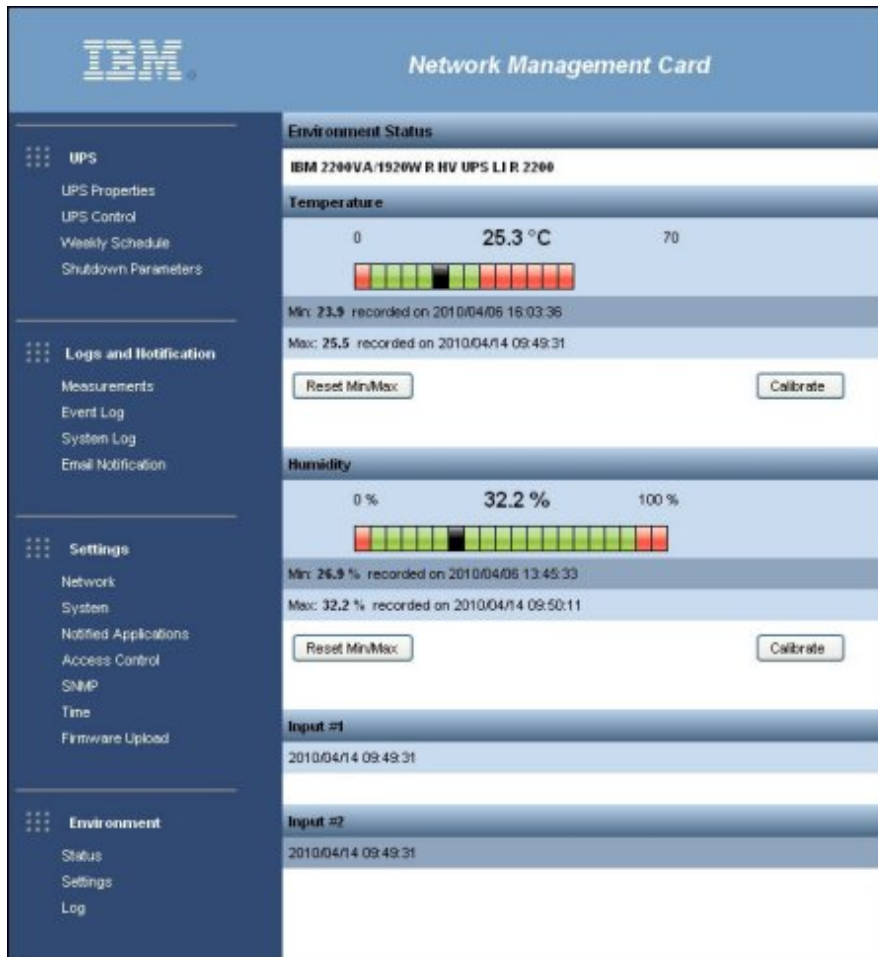 IBM
Network Management Card
UPS
UPS Properties
UPS Control
Weekly Schedule
Shutdown Parameters
Logs and Notification
Measurements
Event Log
System Log
Email Notification
Settings
Network
System
Notified Applications
Access Control
SNMP
Time
Firmware Upload
Environment
Status
Settings
Log
Environment Status
IBM 2200VA/1920W R HV UPS LI R 2200
Temperature
0 25.3 °C 70
Min: 23.9 recorded on 2010/04/06 16:03:36
Max: 25.5 recorded on 2010/04/14 09:49:31
Reset Min/Max Calibrate
Humidity
0 % 32.2 % 100 %
Min: 26.9 % recorded on 2010/04/06 13:45:33
Max: 32.2 % recorded on 2010/04/14 09:50:11
Reset Min/Max Calibrate
Input #1
2010/04/14 09:49:31
Input #2
2010/04/14 09:49:31